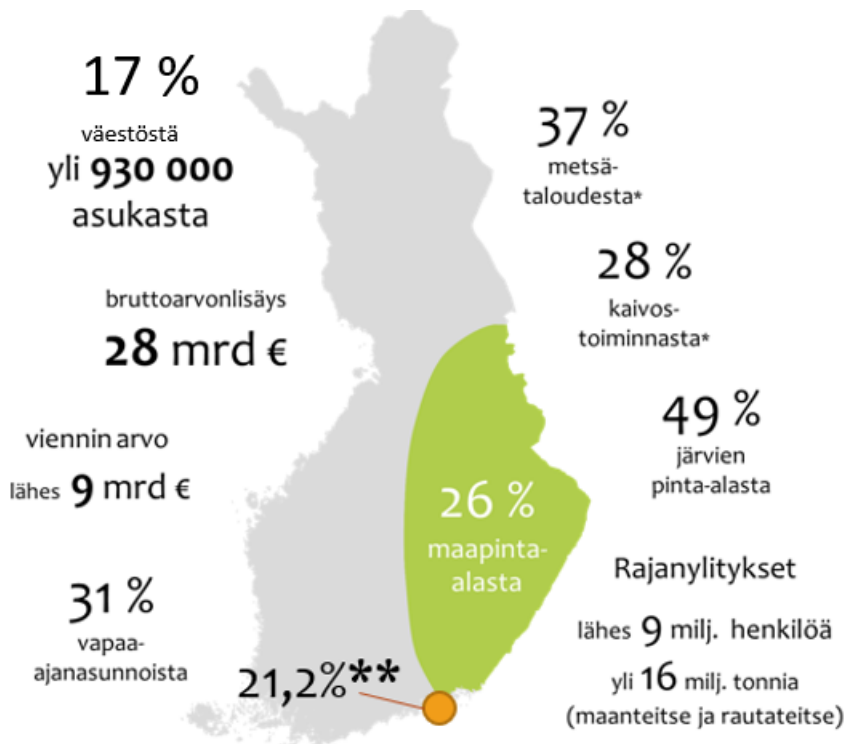 17 %
väestöstä
yli 930 000
asukasta
bruttoarvonlisäys
28 mrd €
viennin arvo
lähes 9 mrd €
31 %
vapaa-
ajanasunnoista
21,2%**
26 %
maapinta-
alasta
37 %
metsä-
taloudesta*
28 %
kaivos-
toiminnasta*
49 %
järvien
pinta-alasta
Rajanylitykset
lähes 9 milj. henkilöä
yli 16 milj. tonnia
(maanteitse ja rautateitse)